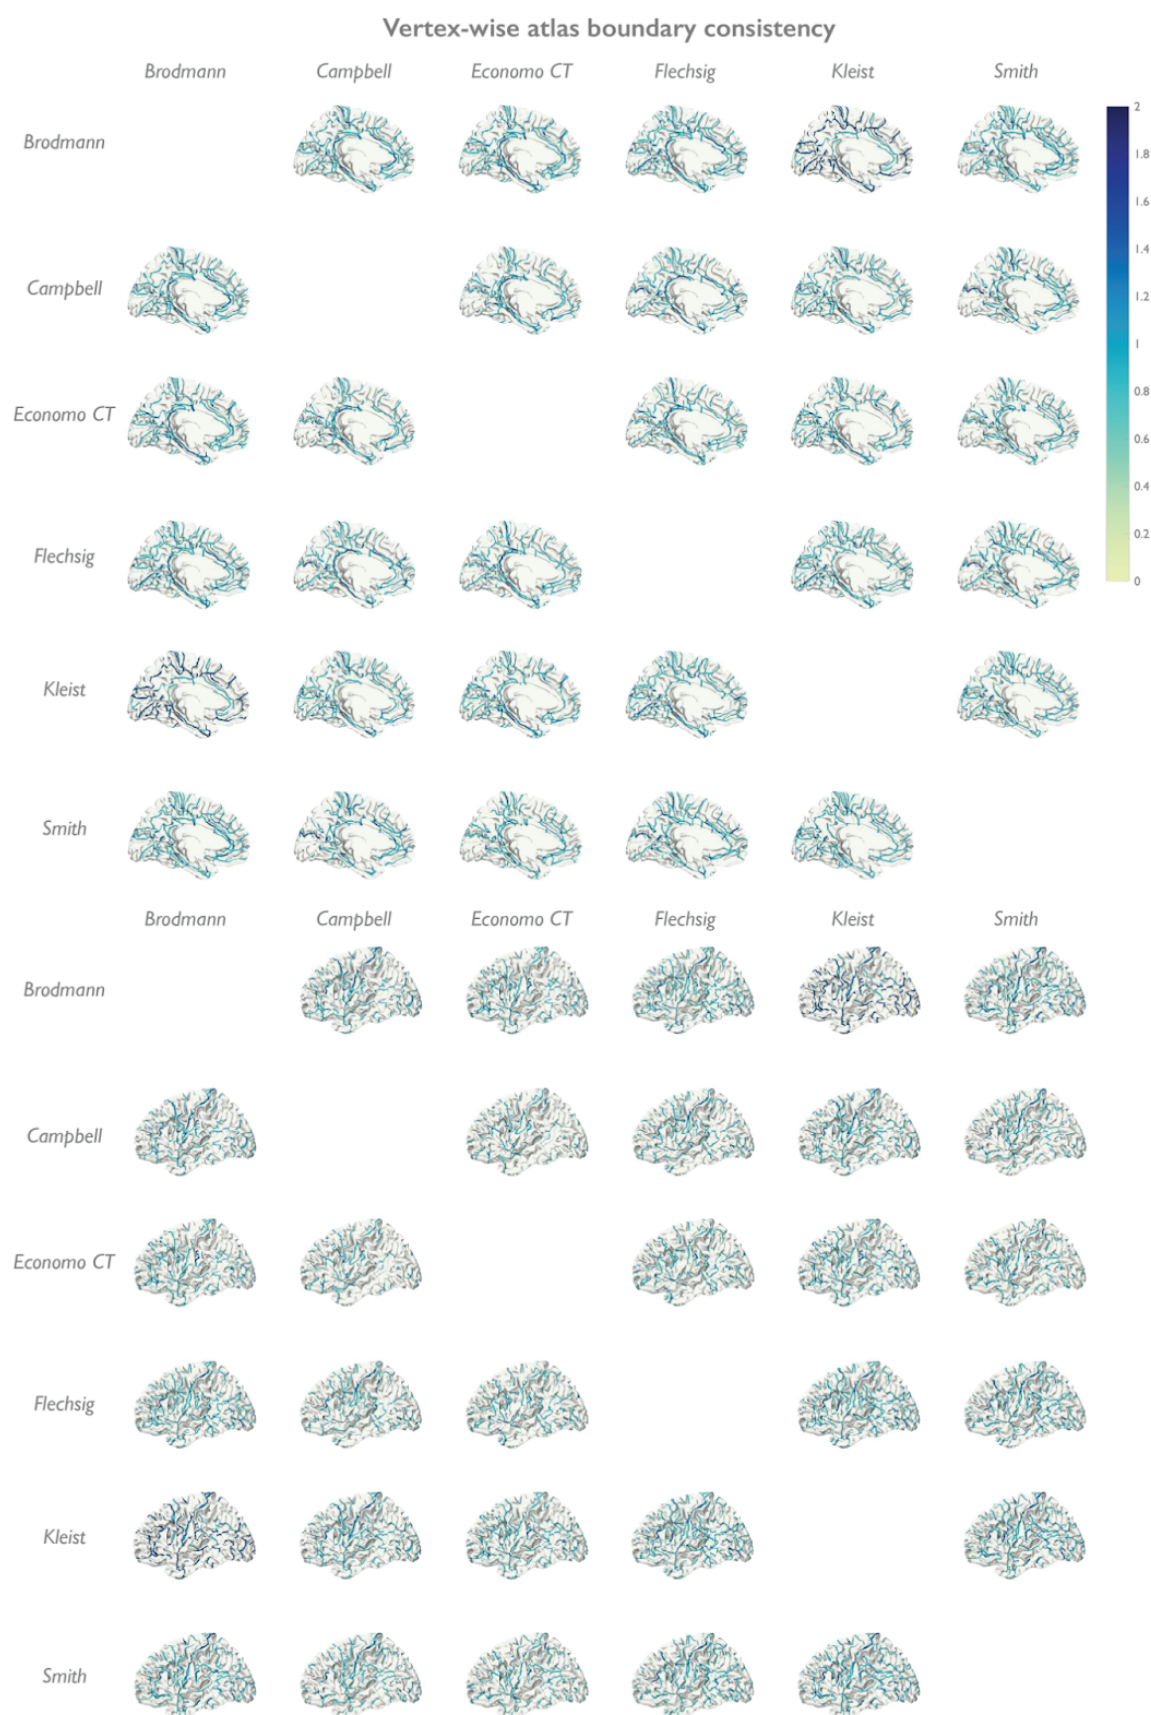 Vertex-wise atlas boundary consistency
Brodmann Campbell Economo CT Flechsig Kleist Smith
Brodmann
Campbell
Economo CT
Flechsig
Kleist
Smith
2
1.8
1.6
1.4
1.2
1
0.8
0.6
0.4
0.2
0
Brodmann Campbell Economo CT Flechsig Kleist Smith
Brodmann
Campbell
Economo CT
Flechsig
Kleist
Smith